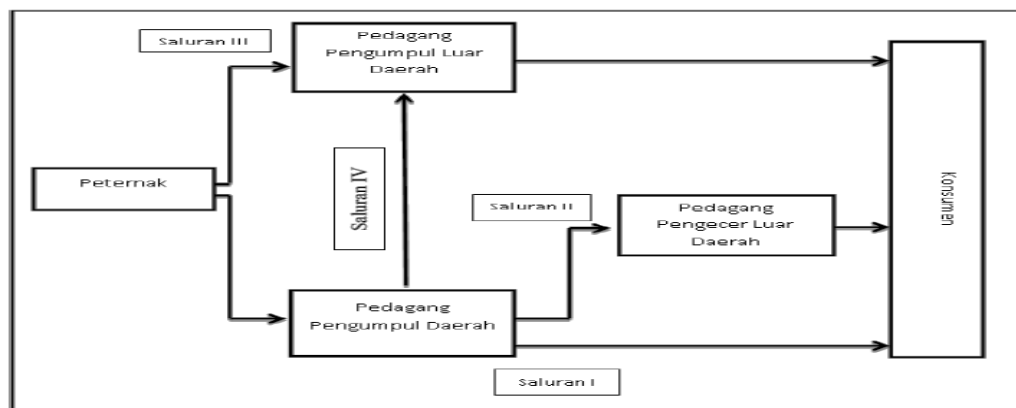 Saluran III
Pedagang
Pengumpul Luar
Daerah
Peternak
Saluran IV
Saluran II
Pedagang
Pengecer Luar
Daerah
Konsumen
Pedagang
Pengumpul Daerah
Saluran I